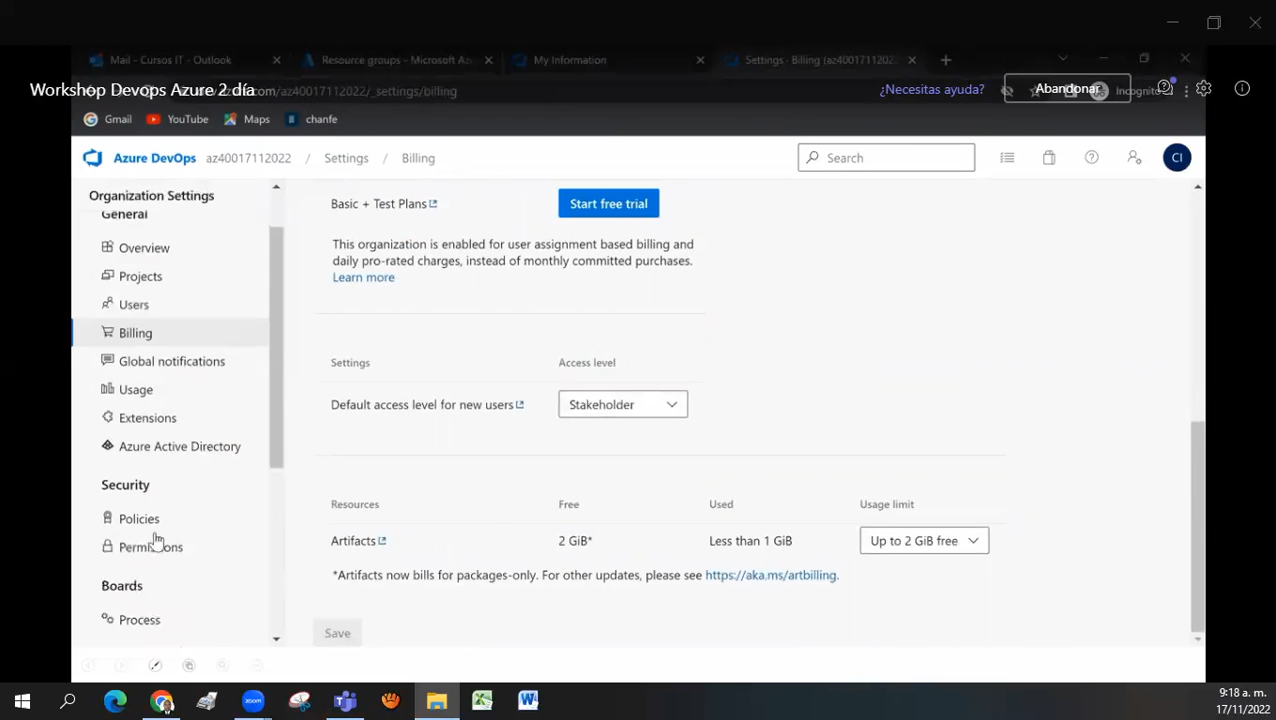 Mail - Cursos IT - Outlook
Resource groups - Microsoft Az
My Information
Settings - Billing (az40017112022
Workshop Devops Azure 2 día
.com/az40017112022/_settings/billing
¿Necesitas ayuda?
Abandonar
Incognito
Gmail
YouTube
Maps
chanfe
Azure DevOps
az40017112022 / Settings / Billing
Search
CI
Organization Settings
General
Overview
Projects
Users
Billing
Global notifications
Usage
Extensions
Azure Active Directory
Security
Policies
Permissions
Boards
Process
Basic + Test Plans
Start free trial
This organization is enabled for user assignment based billing and
daily pro-rated charges, instead of monthly committed purchases.
Learn more
Settings
Access level
Default access level for new users
Stakeholder
Resources
Free
Used
Usage limit
Artifacts
2 GiB*
Less than 1 GiB
Up to 2 GiB free
*Artifacts now bills for packages-only. For other updates, please see https://aka.ms/artbilling.
Save
9:18 a. m.
17/11/2022